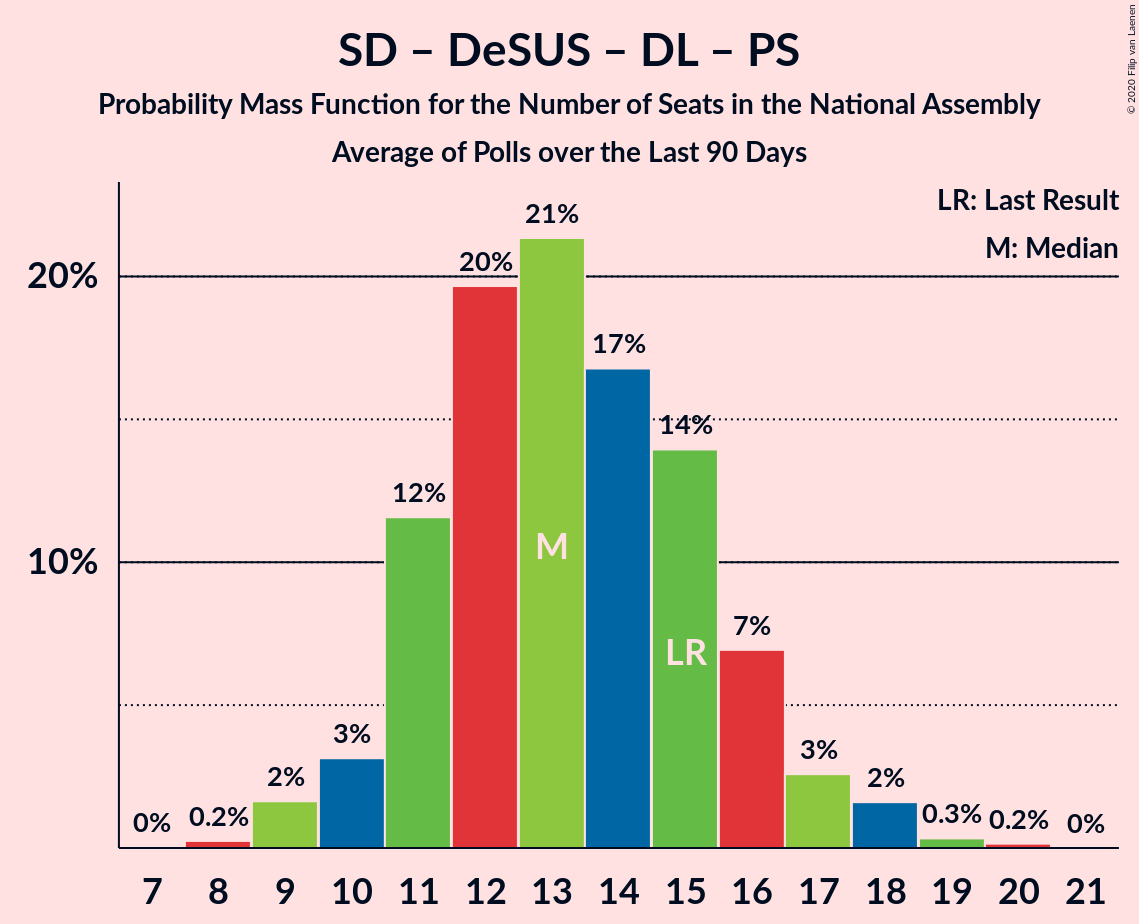 SD – DeSUS – DL – PS
Probability Mass Function for the Number of Seats in the National Assembly
Average of Polls over the Last 90 Days
© 2020 Filip van Laenen
LR: Last Result
M: Median
20%
10%
0%
0.2%
2%
3%
12%
20%
21%
17%
14%
7%
3%
2%
0.3%
0.2%
0%
M
LR
7 8 9 10 11 12 13 14 15 16 17 18 19 20 21